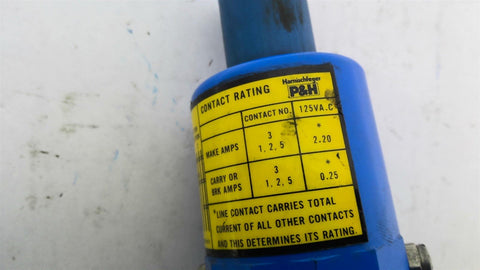 Harnischfeger
CONTACT RATING P&H
CONTACT NO. 125VA.C
MAKE AMPS 3 *
1, 2, 5 2.20
CARRY OR 3 *
BRK AMPS 1, 2, 5 0.25
*LINE CONTACT CARRIES TOTAL
CURRENT OF ALL OTHER CONTACTS
AND THIS DETERMINES ITS RATING.